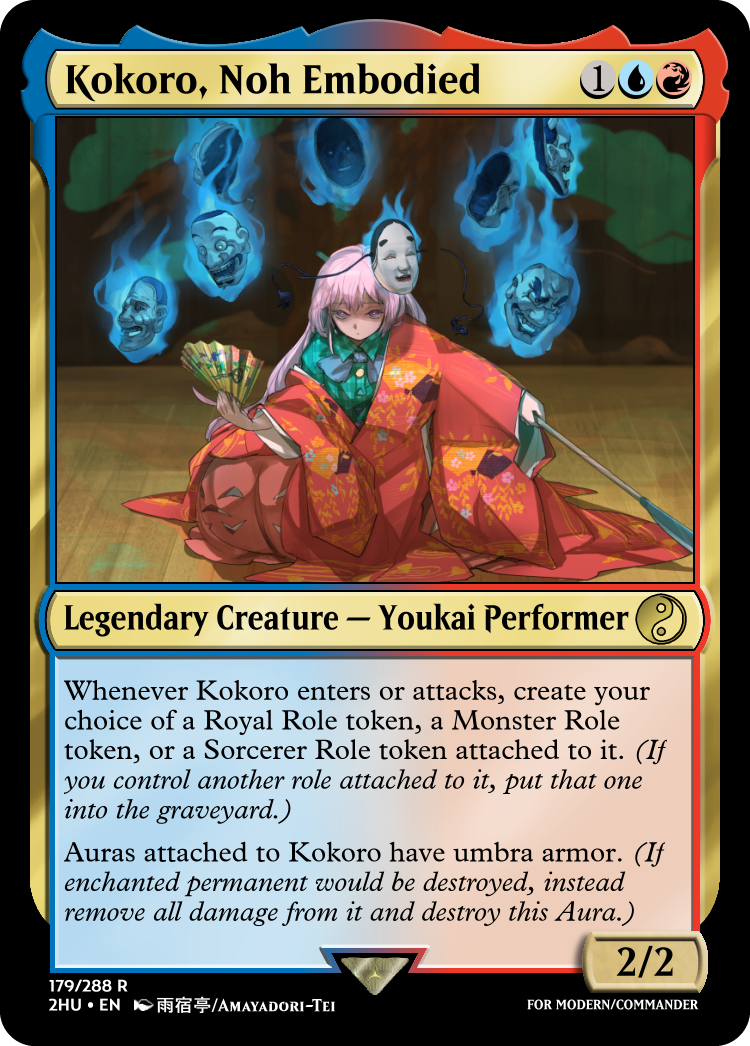 Kokoro, Noh Embodied 1
Legendary Creature — Youkai Performer
Whenever Kokoro enters or attacks, create your
choice of a Royal Role token, a Monster Role
token, or a Sorcerer Role token attached to it. (If
you control another role attached to it, put that one
into the graveyard.)
Auras attached to Kokoro have umbra armor. (If
enchanted permanent would be destroyed, instead
remove all damage from it and destroy this Aura.)
2/2
179/288 R
2HU • EN 雨宿亭/Amayadori-Tei
FOR MODERN/COMMANDER